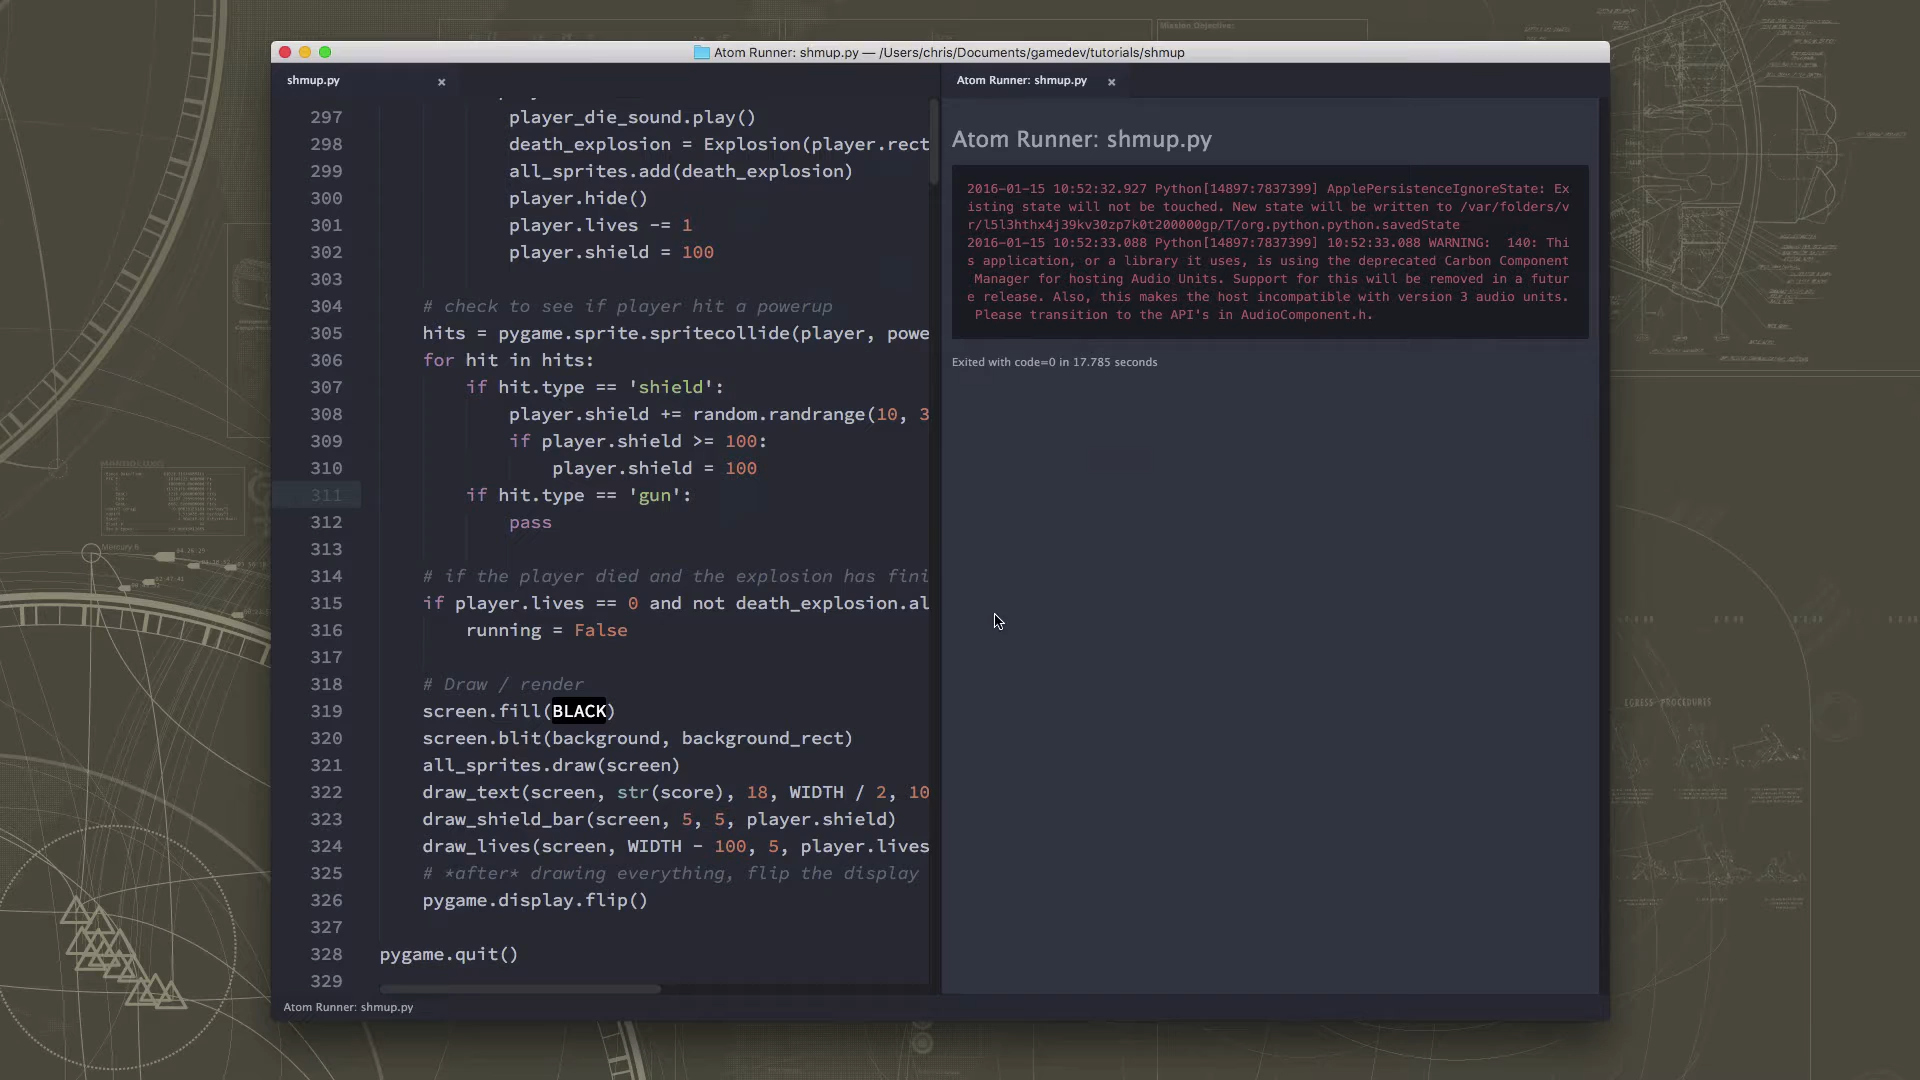 Mission Objective:
Atom Runner: shmup.py — /Users/chris/Documents/gamedev/tutorials/shmup
shmup.py
Atom Runner: shmup.py
297 player_die_sound.play()
298 death_explosion = Explosion(player.rect
299 all_sprites.add(death_explosion)
300 player.hide()
301 player.lives -= 1
302 player.shield = 100
303
304 # check to see if player hit a powerup
305 hits = pygame.sprite.spritecollide(player, powe
306 for hit in hits:
307 if hit.type == 'shield':
308 player.shield += random.randrange(10, 3
309 if player.shield >= 100:
310 player.shield = 100
311 if hit.type == 'gun':
312 pass
313
314 # if the player died and the explosion has fini
315 if player.lives == 0 and not death_explosion.al
316 running = False
317
318 # Draw / render
319 screen.fill(BLACK)
320 screen.blit(background, background_rect)
321 all_sprites.draw(screen)
322 draw_text(screen, str(score), 18, WIDTH / 2, 10
323 draw_shield_bar(screen, 5, 5, player.shield)
324 draw_lives(screen, WIDTH - 100, 5, player.lives
325 # *after* drawing everything, flip the display
326 pygame.display.flip()
327
328 pygame.quit()
329
Atom Runner: shmup.py
2016-01-15 10:52:32.927 Python[14897:7837399] ApplePersistenceIgnoreState: Ex
isting state will not be touched. New state will be written to /var/folders/v
r/l5l3hthx4j39kv30zp7k0t200000gp/T/org.python.python.savedState
2016-01-15 10:52:33.088 Python[14897:7837399] 10:52:33.088 WARNING:  140: Thi
s application, or a library it uses, is using the deprecated Carbon Component
 Manager for hosting Audio Units. Support for this will be removed in a futur
e release. Also, this makes the host incompatible with version 3 audio units.
 Please transition to the API's in AudioComponent.h.
Exited with code=0 in 17.785 seconds
Atom Runner: shmup.py
EGRESS PROCEDURES